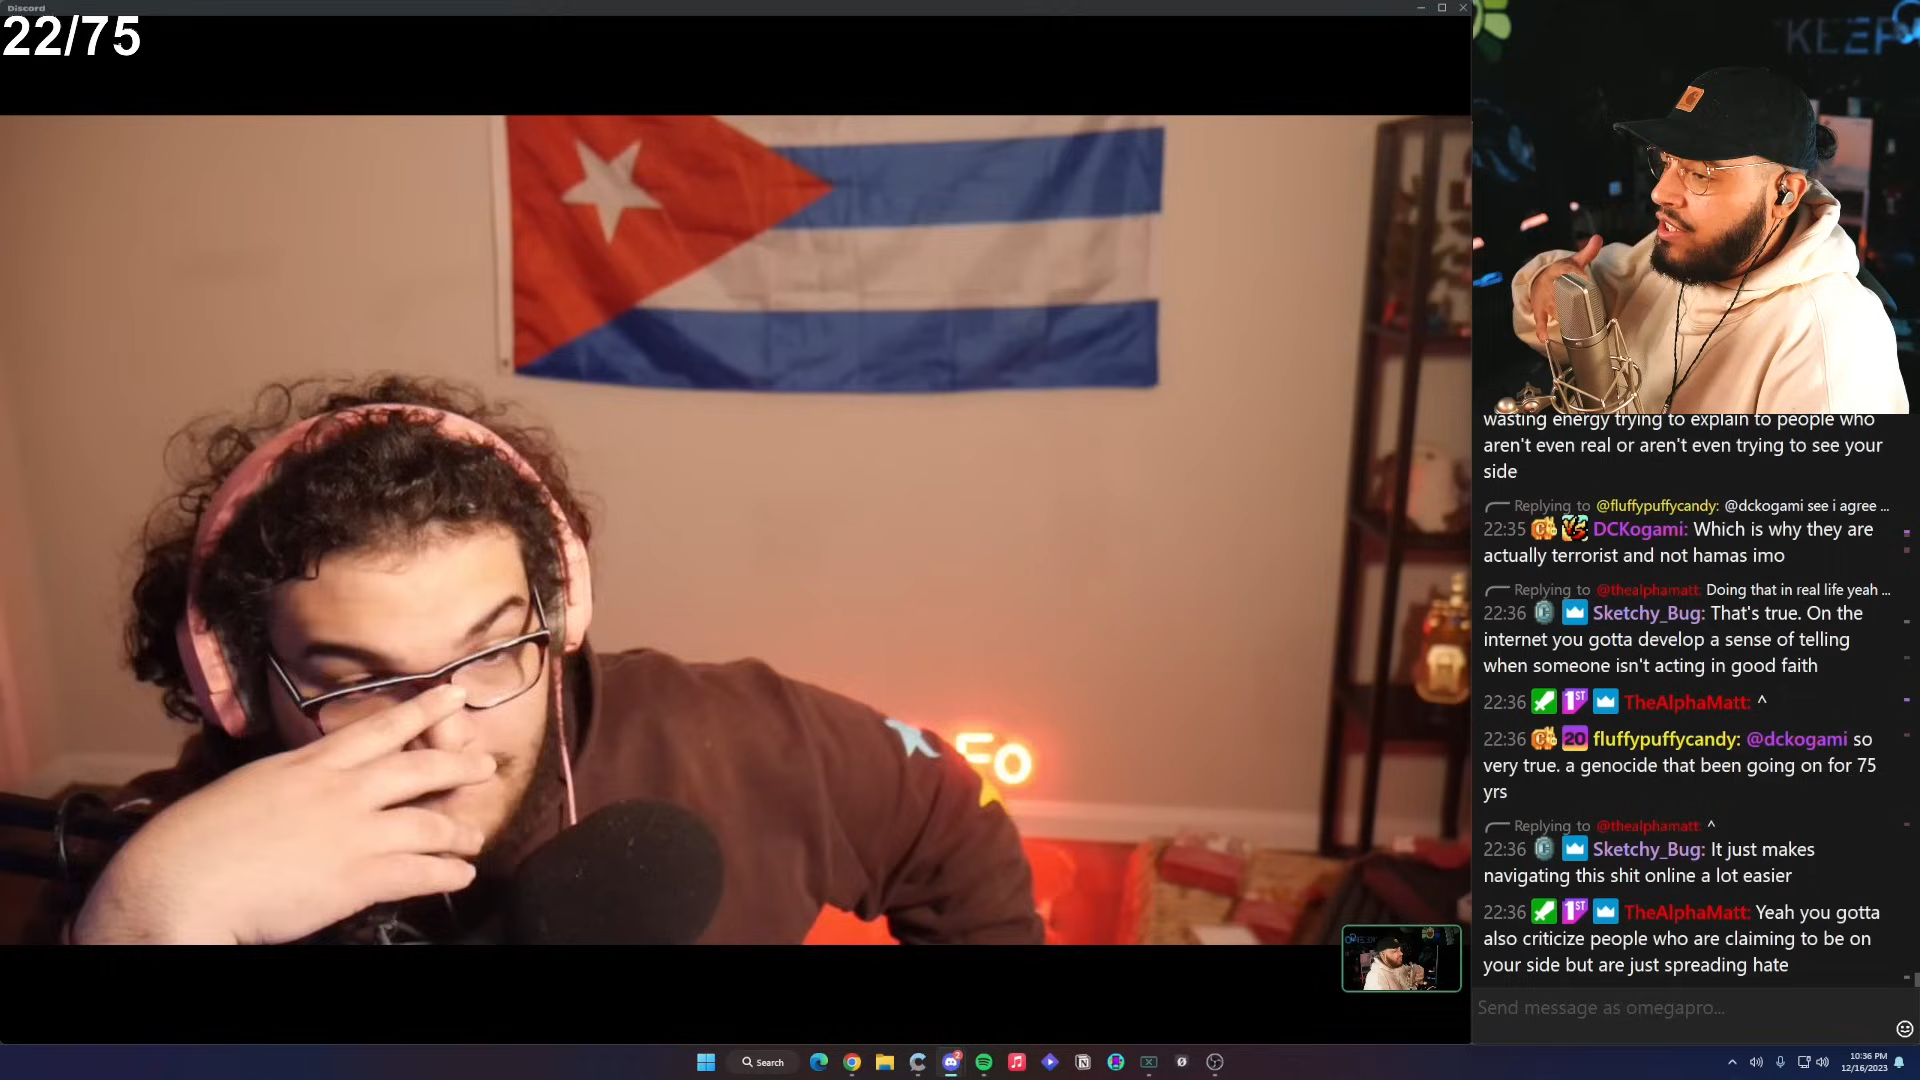 Discord
22/75
KEEP
Fo
wasting energy trying to explain to people who
aren't even real or aren't even trying to see your
side
Replying to @fluffypuffycandy: @dckogami see i agree ...
22:35 DCKogami: Which is why they are
actually terrorist and not hamas imo
Replying to @thealphamatt: Doing that in real life yeah ...
22:36 Sketchy_Bug: That's true. On the
internet you gotta develop a sense of telling
when someone isn't acting in good faith
22:36 1ST TheAlphaMatt: ^
22:36 20 fluffypuffycandy: @dckogami so
very true. a genocide that been going on for 75
yrs
Replying to @thealphamatt: ^
22:36 Sketchy_Bug: It just makes
navigating this shit online a lot easier
22:36 1ST TheAlphaMatt: Yeah you gotta
also criticize people who are claiming to be on
your side but are just spreading hate
Send message as omegapro...
Search
2
10:36 PM
12/16/2023